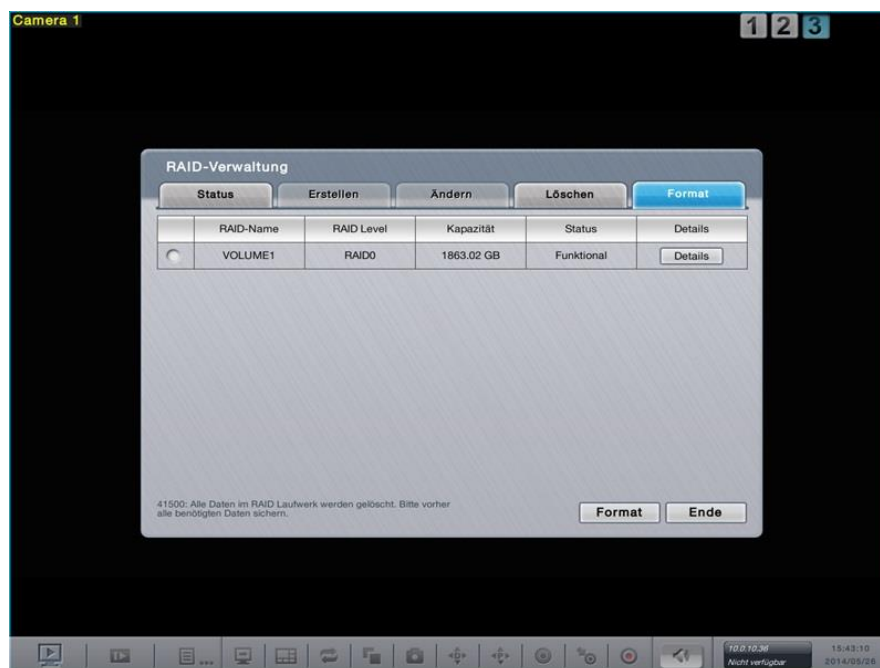 Camera 1
1 2 3
RAID-Verwaltung
Status Erstellen Ändern Löschen Format
RAID-Name RAID Level Kapazität Status Details
VOLUME1 RAID0 1863.02 GB Funktional Details
41500: Alle Daten im RAID Laufwerk werden gelöscht. Bitte vorher
alle benötigten Daten sichern.
Format Ende
10.0.10.36 15:43:10
Nicht verfügbar 2014/05/26